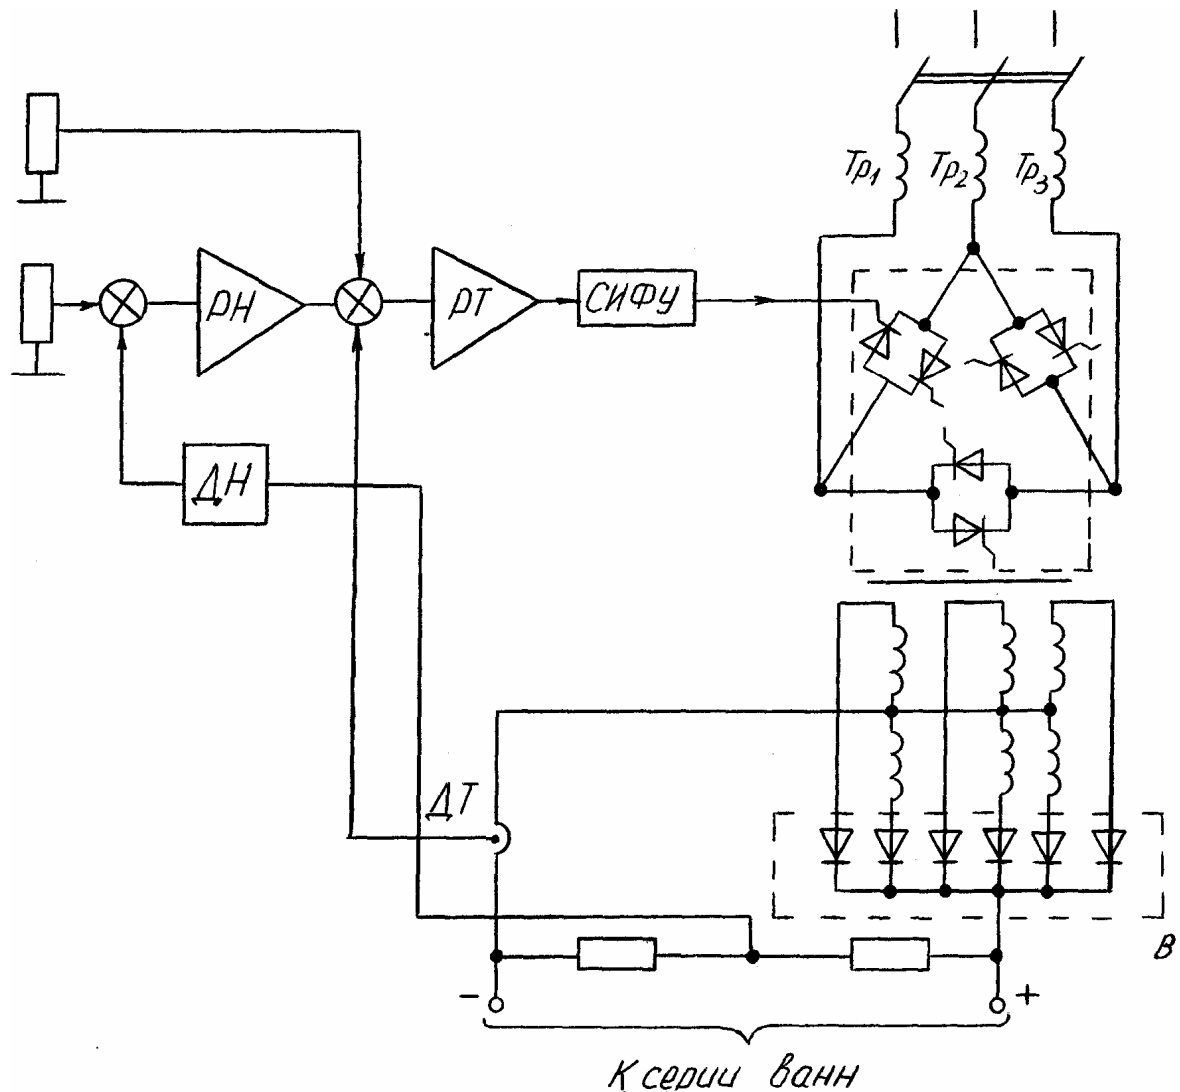 Тр1 Тр2 Тр3
РН РТ СИФУ
ДН
ДТ
В
- +
К серии ванн